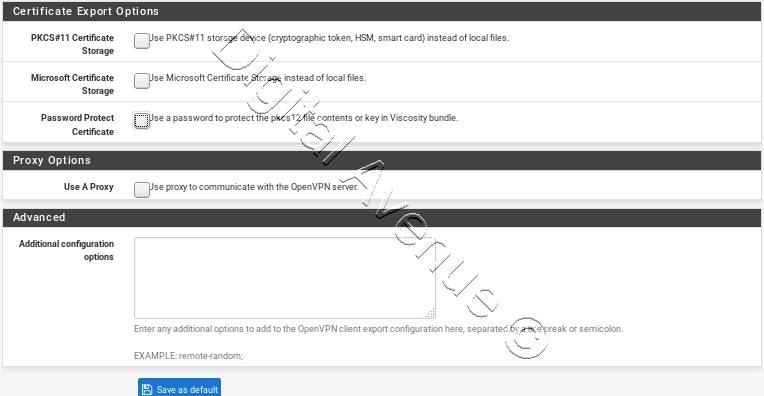 Certificate Export Options
PKCS#11 Certificate Storage
Use PKCS#11 storage device (cryptographic token, HSM, smart card) instead of local files.
Microsoft Certificate Storage
Use Microsoft Certificate Storage instead of local files.
Password Protect Certificate
Use a password to protect the pkcs12 file contents or key in Viscosity bundle.
Proxy Options
Use A Proxy
Use proxy to communicate with the OpenVPN server.
Advanced
Additional configuration options
Enter any additional options to add to the OpenVPN client export configuration here, separated by a line break or semicolon.
EXAMPLE: remote-random;
Save as default
Digital Avenue ©